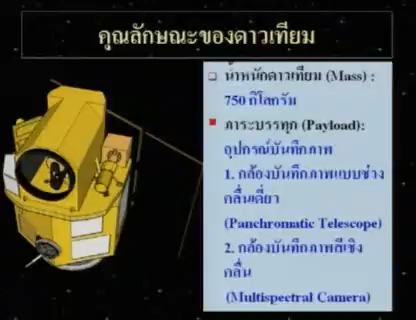 คุณลักษณะของดาวเทียม
น้ำหนักดาวเทียม (Mass) :
750 กิโลกรัม
ภาระบรรทุก (Payload):
อุปกรณ์บันทึกภาพ
1. กล้องบันทึกภาพแบบช่วง
คลื่นเดี่ยว
(Panchromatic Telescope)
2. กล้องบันทึกภาพสีเชิง
คลื่น
(Multispectral Camera)